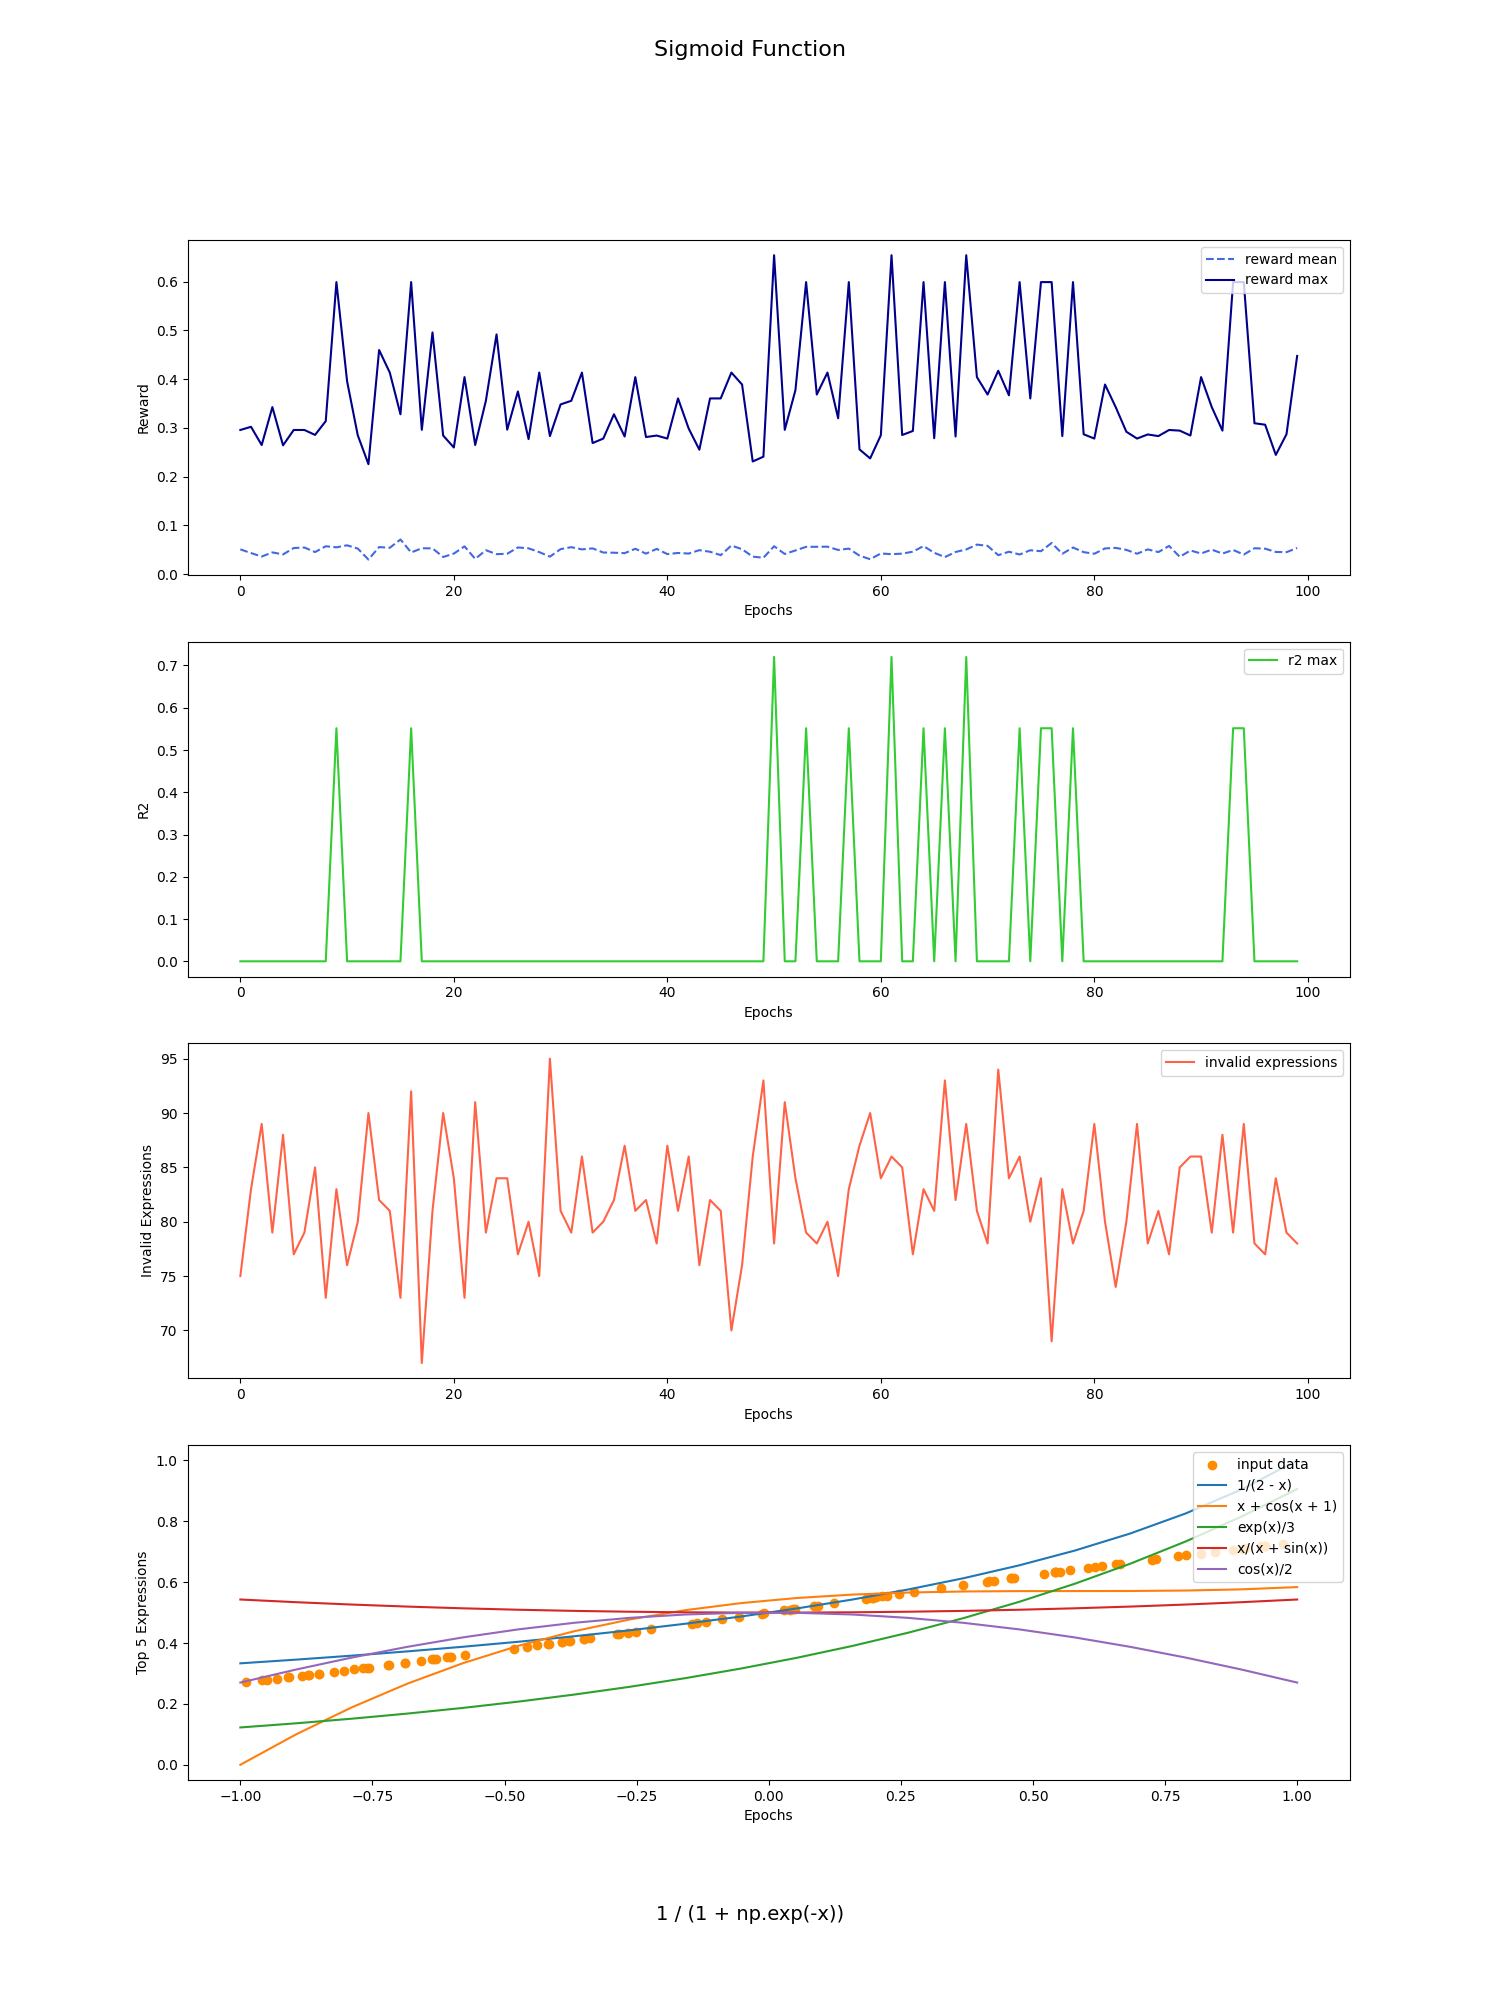 Sigmoid Function
reward mean
reward max
0.6
0.5
0.4
0.3
0.2
0.1
0.0
Reward
0
20
40
60
80
100
Epochs
r2 max
0.7
0.6
0.5
0.4
0.3
0.2
0.1
0.0
R2
0
20
40
60
80
100
Epochs
invalid expressions
95
90
85
80
75
70
Invalid Expressions
0
20
40
60
80
100
Epochs
input data
1/(2 - x)
x + cos(x + 1)
exp(x)/3
x/(x + sin(x))
cos(x)/2
1.0
0.8
0.6
0.4
0.2
0.0
Top 5 Expressions
−1.00
−0.75
−0.50
−0.25
0.00
0.25
0.50
0.75
1.00
Epochs
1 / (1 + np.exp(-x))